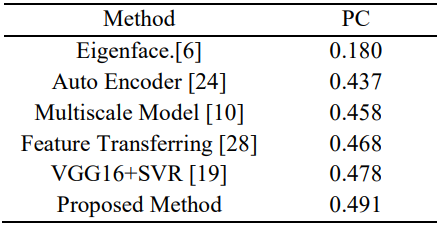 Method PC
Eigenface.[6] 0.180
Auto Encoder [24] 0.437
Multiscale Model [10] 0.458
Feature Transferring [28] 0.468
VGG16+SVR [19] 0.478
Proposed Method 0.491